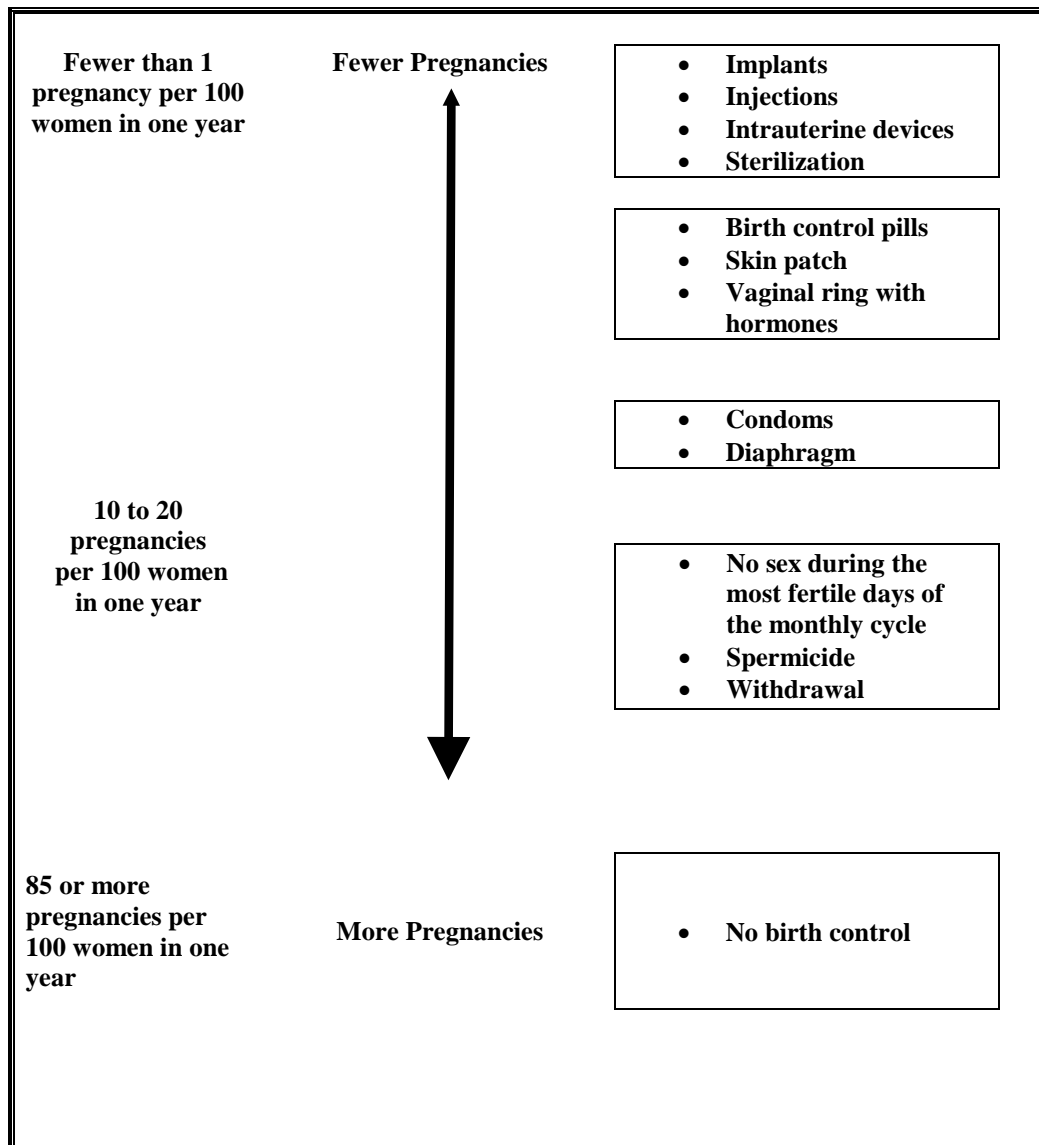 Fewer than 1
pregnancy per 100
women in one year
Fewer Pregnancies
• Implants
• Injections
• Intrauterine devices
• Sterilization
• Birth control pills
• Skin patch
• Vaginal ring with
hormones
• Condoms
• Diaphragm
10 to 20
pregnancies
per 100 women
in one year
• No sex during the
most fertile days of
the monthly cycle
• Spermicide
• Withdrawal
85 or more
pregnancies per
100 women in one
year
More Pregnancies
• No birth control